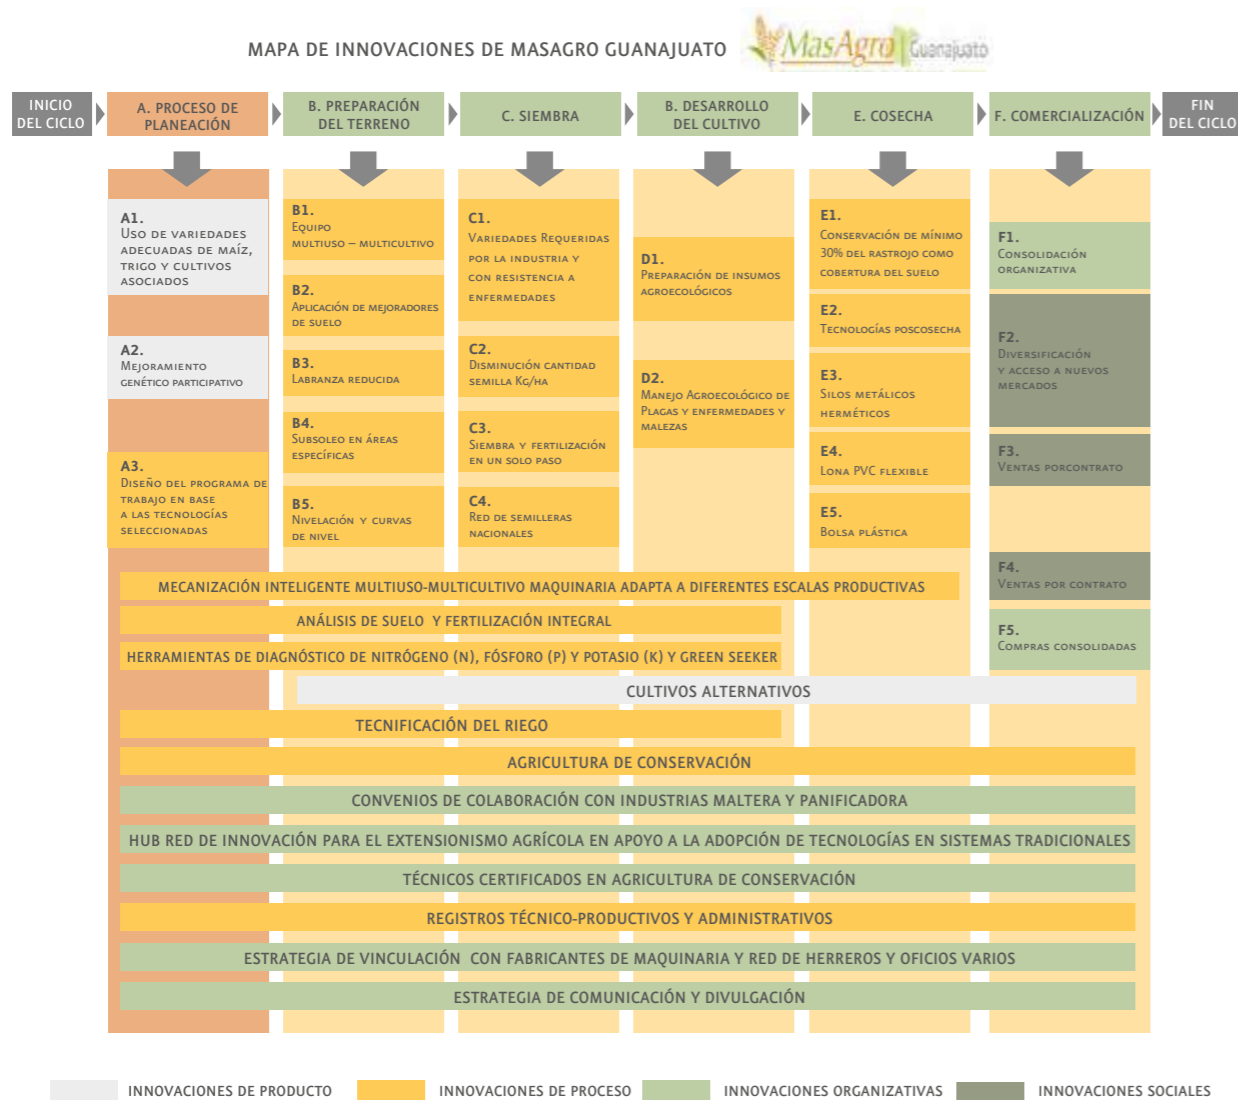 MAPA DE INNOVACIONES DE MASAGRO GUANAJUATO
MasAgro Guanajuato
INICIO
DEL CICLO
A. PROCESO DE
PLANEACIÓN
B. PREPARACIÓN
DEL TERRENO
C. SIEMBRA
B. DESARROLLO
DEL CULTIVO
E. COSECHA
F. COMERCIALIZACIÓN
FIN
DEL CICLO
A1.
USO DE VARIEDADES
ADECUADAS DE MAÍZ,
TRIGO Y CULTIVOS
ASOCIADOS
A2.
MEJORAMIENTO
GENÉTICO PARTICIPATIVO
A3.
DISEÑO DEL PROGRAMA DE
TRABAJO EN BASE
A LAS TECNOLOGÍAS
SELECCIONADAS
B1.
EQUIPO
MULTIUSO – MULTICULTIVO
B2.
APLICACIÓN DE MEJORADORES
DE SUELO
B3.
LABRANZA REDUCIDA
B4.
SUBSOLEO EN ÁREAS
ESPECÍFICAS
B5.
NIVELACIÓN Y CURVAS
DE NIVEL
C1.
VARIEDADES REQUERIDAS
POR LA INDUSTRIA Y
CON RESISTENCIA A
ENFERMEDADES
C2.
DISMINUCIÓN CANTIDAD
SEMILLA KG/HA
C3.
SIEMBRA Y FERTILIZACIÓN
EN UN SOLO PASO
C4.
RED DE SEMILLERAS
NACIONALES
D1.
PREPARACIÓN DE INSUMOS
AGROECOLÓGICOS
D2.
MANEJO AGROECOLÓGICO DE
PLAGAS Y ENFERMEDADES Y
MALEZAS
E1.
CONSERVACIÓN DE MÍNIMO
30% DEL RASTROJO COMO
COBERTURA DEL SUELO
E2.
TECNOLOGÍAS POSCOSECHA
E3.
SILOS METÁLICOS
HERMÉTICOS
E4.
LONA PVC FLEXIBLE
E5.
BOLSA PLÁSTICA
F1.
CONSOLIDACIÓN
ORGANIZATIVA
F2.
DIVERSIFICACIÓN
Y ACCESO A NUEVOS
MERCADOS
F3.
VENTAS PORCONTRATO
F4.
VENTAS POR CONTRATO
F5.
COMPRAS CONSOLIDADAS
MECANIZACIÓN INTELIGENTE MULTIUSO-MULTICULTIVO MAQUINARIA ADAPTA A DIFERENTES ESCALAS PRODUCTIVAS
ANÁLISIS DE SUELO Y FERTILIZACIÓN INTEGRAL
HERRAMIENTAS DE DIAGNÓSTICO DE NITRÓGENO (N), FÓSFORO (P) Y POTASIO (K) Y GREEN SEEKER
CULTIVOS ALTERNATIVOS
TECNIFICACIÓN DEL RIEGO
AGRICULTURA DE CONSERVACIÓN
CONVENIOS DE COLABORACIÓN CON INDUSTRIAS MALTERA Y PANIFICADORA
HUB RED DE INNOVACIÓN PARA EL EXTENSIONISMO AGRÍCOLA EN APOYO A LA ADOPCIÓN DE TECNOLOGÍAS EN SISTEMAS TRADICIONALES
TÉCNICOS CERTIFICADOS EN AGRICULTURA DE CONSERVACIÓN
REGISTROS TÉCNICO-PRODUCTIVOS Y ADMINISTRATIVOS
ESTRATEGIA DE VINCULACIÓN CON FABRICANTES DE MAQUINARIA Y RED DE HERREROS Y OFICIOS VARIOS
ESTRATEGIA DE COMUNICACIÓN Y DIVULGACIÓN
INNOVACIONES DE PRODUCTO
INNOVACIONES DE PROCESO
INNOVACIONES ORGANIZATIVAS
INNOVACIONES SOCIALES